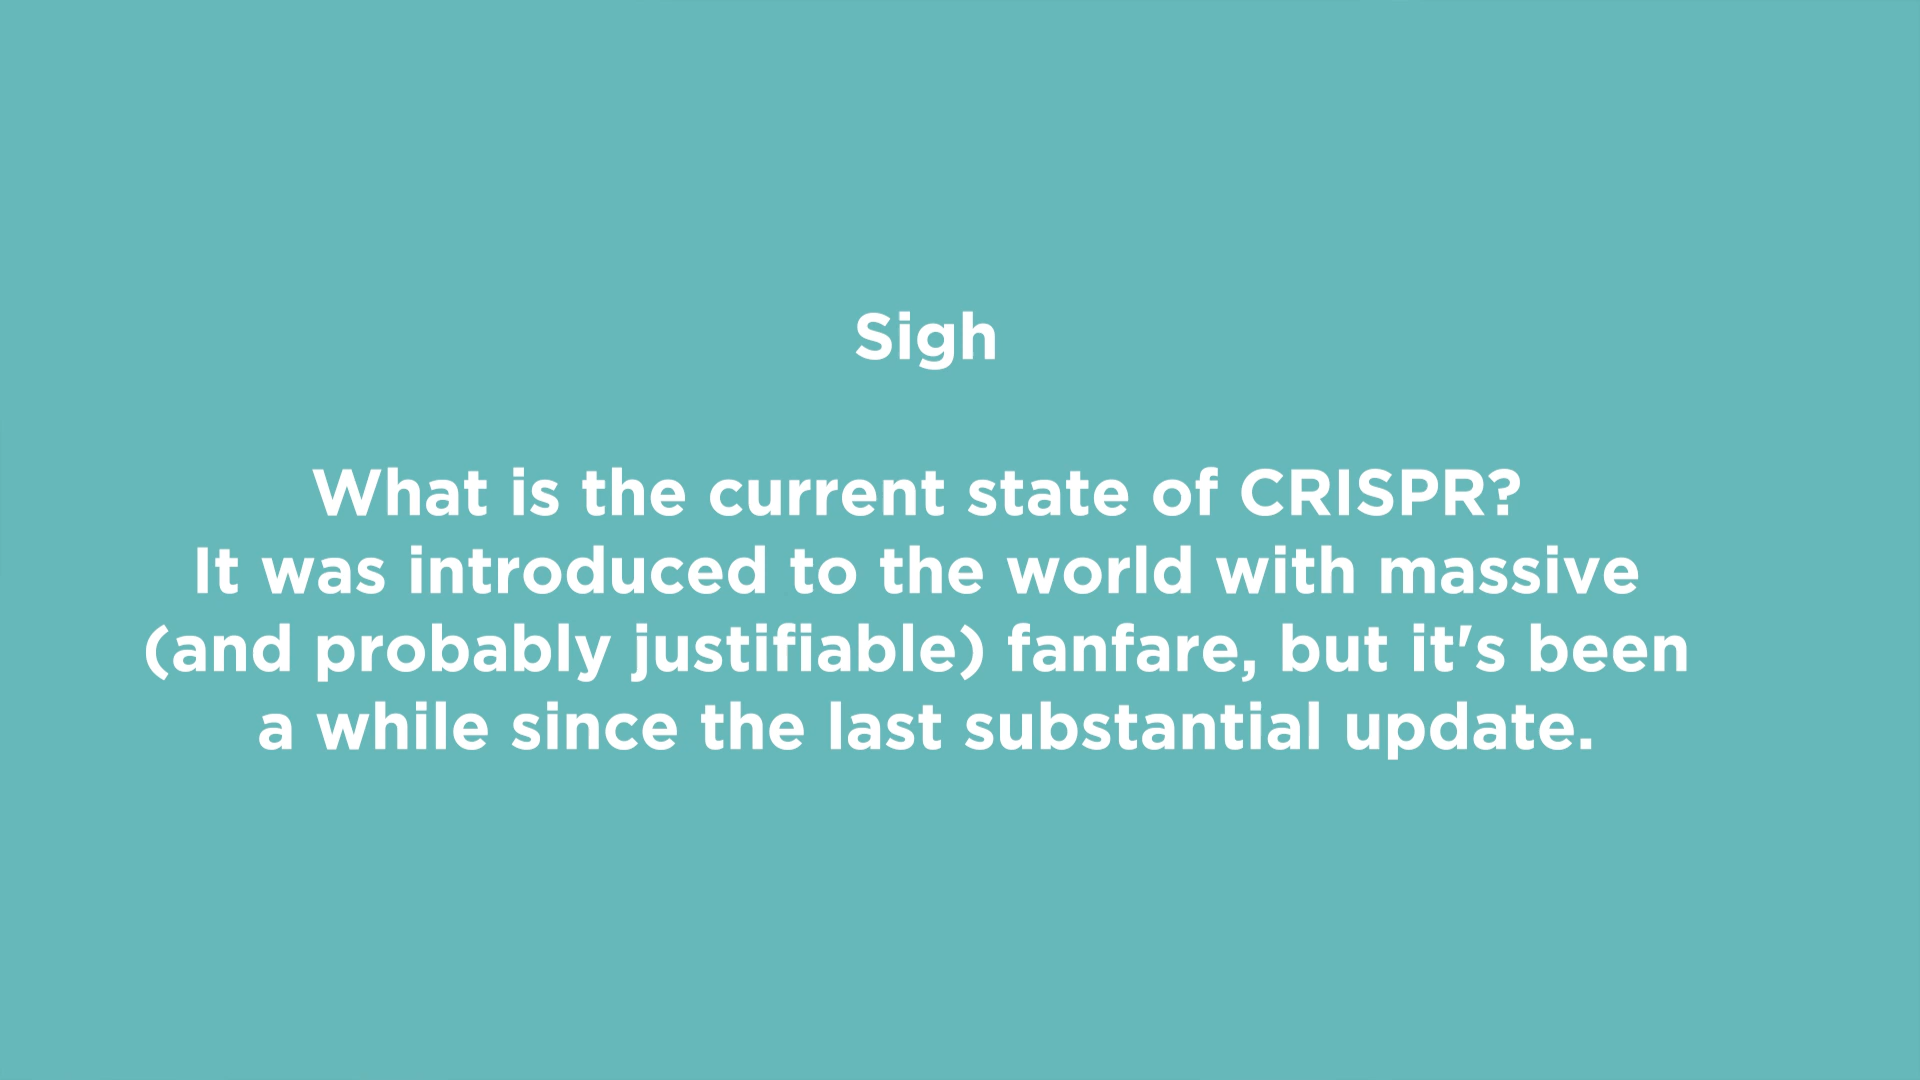 Sigh
What is the current state of CRISPR?
It was introduced to the world with massive
(and probably justifiable) fanfare, but it's been
a while since the last substantial update.